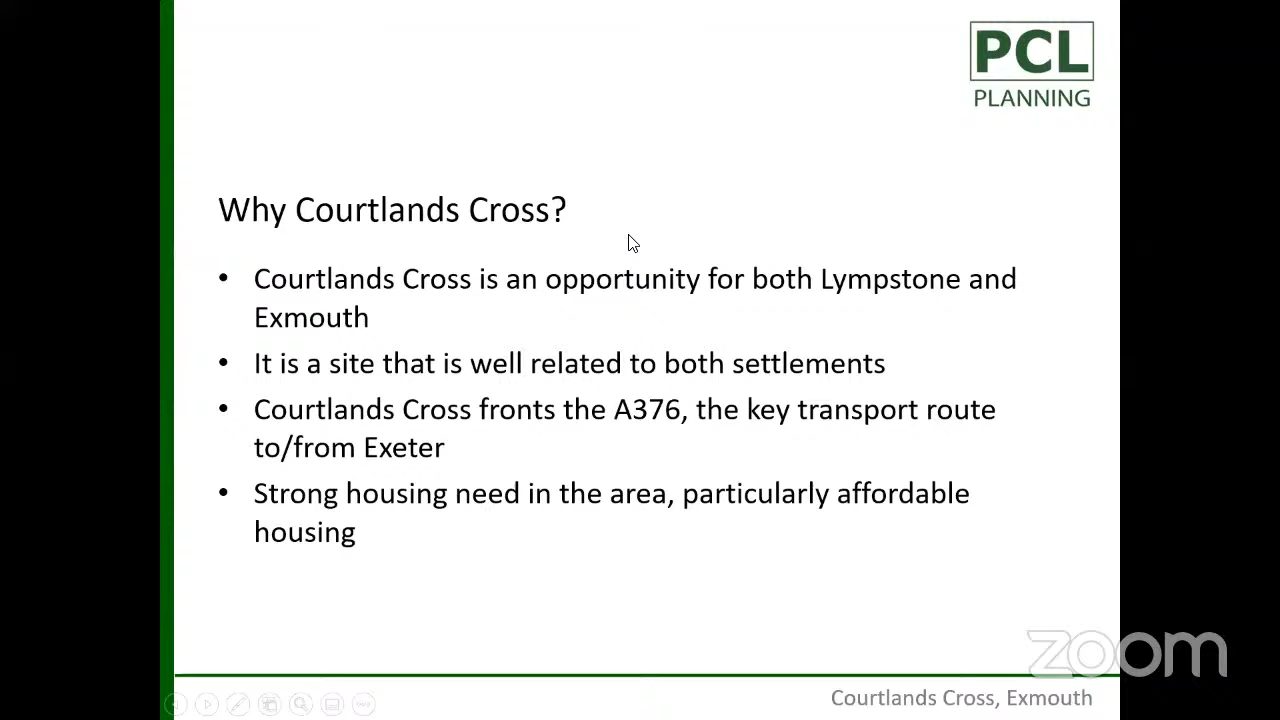 PCL
PLANNING
Why Courtlands Cross?
• Courtlands Cross is an opportunity for both Lympstone and
Exmouth
• It is a site that is well related to both settlements
• Courtlands Cross fronts the A376, the key transport route
to/from Exeter
• Strong housing need in the area, particularly affordable
housing
zoom
Courtlands Cross, Exmouth